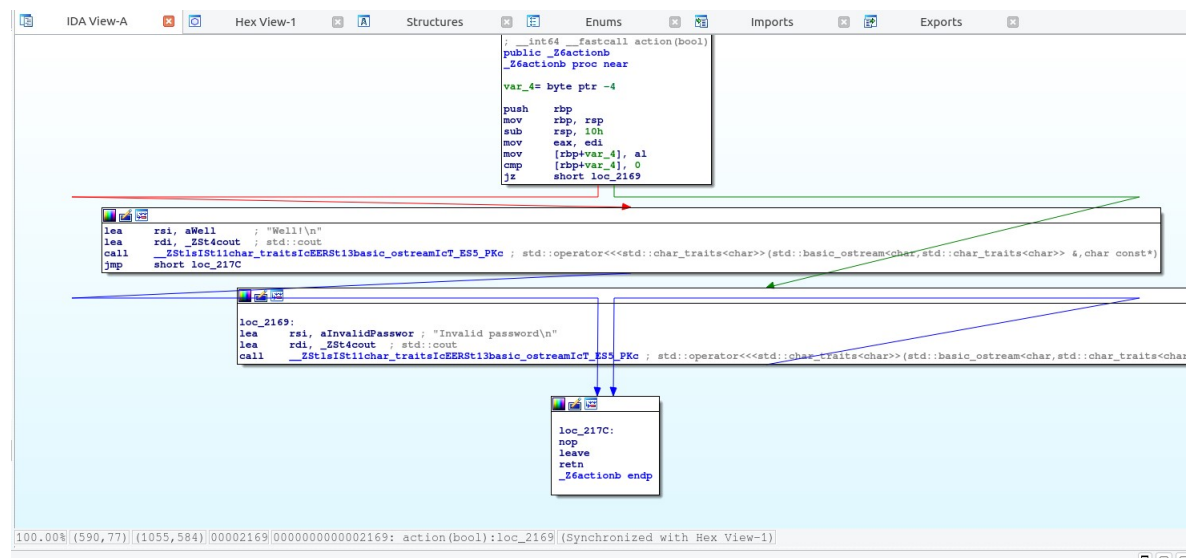 IDA View-A Hex View-1 Structures Enums Imports Exports
; __int64 __fastcall action(bool)
public _Z6actionb
_Z6actionb proc near
var_4= byte ptr -4
push rbp
mov rbp, rsp
sub rsp, 10h
mov eax, edi
mov [rbp+var_4], al
cmp [rbp+var_4], 0
jz short loc_2169
lea rsi, aWell ; "Well!\n"
lea rdi, _ZSt4cout ; std::cout
call __ZStlsISt11char_traitsIcEERSt13basic_ostreamIcT_ES5_PKc ; std::operator<<<std::char_traits<char>>(std::basic_ostream<char,std::char_traits<char>> &,char const*)
jmp short loc_217C
loc_2169:
lea rsi, aInvalidPasswor ; "Invalid password\n"
lea rdi, _ZSt4cout ; std::cout
call __ZStlsISt11char_traitsIcEERSt13basic_ostreamIcT_ES5_PKc ; std::operator<<<std::char_traits<char>>(std::basic_ostream<char,std::char_traits<char
loc_217C:
nop
leave
retn
_Z6actionb endp
100.00% (590,77) (1055,584) 00002169 0000000000002169: action(bool):loc_2169 (Synchronized with Hex View-1)